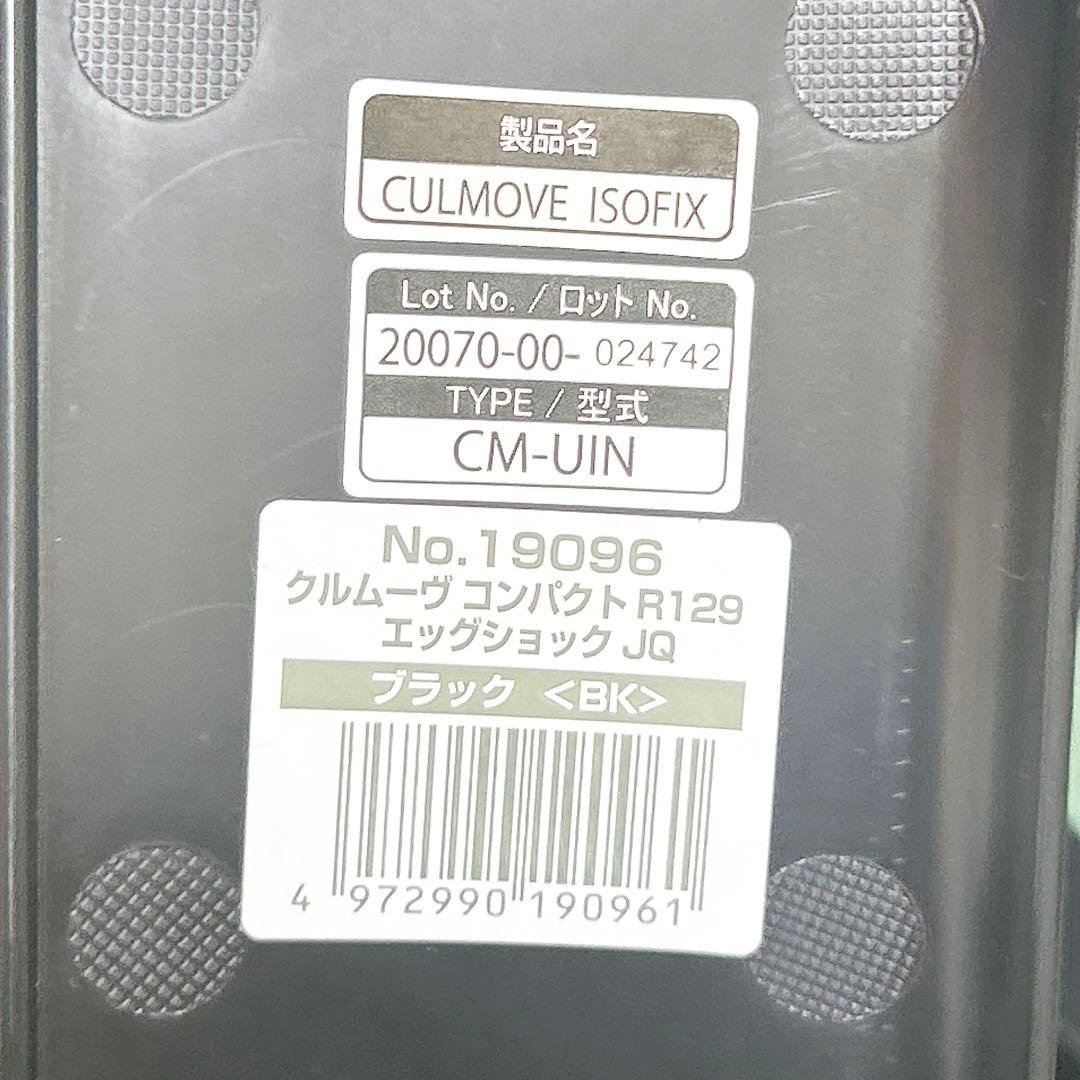 製品名
CULMOVE ISOFIX
Lot No. / ロット No.
20070-00- 024742
TYPE / 型式
CM-UIN
No.19096
クルムーヴ コンパクト R129
エッグショック JQ
ブラック <BK>
4 972990 190961